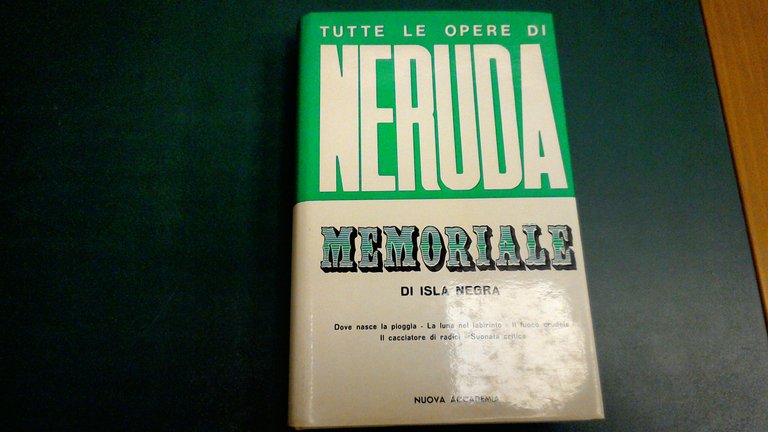 TUTTE LE OPERE DI
NERUDA
MEMORIALE
DI ISLA NEGRA
Dove nasce la pioggia - La luna nel labirinto - Il fuoco crudele
Il cacciatore di radici - Suonata critica
NUOVA ACCADEMIA